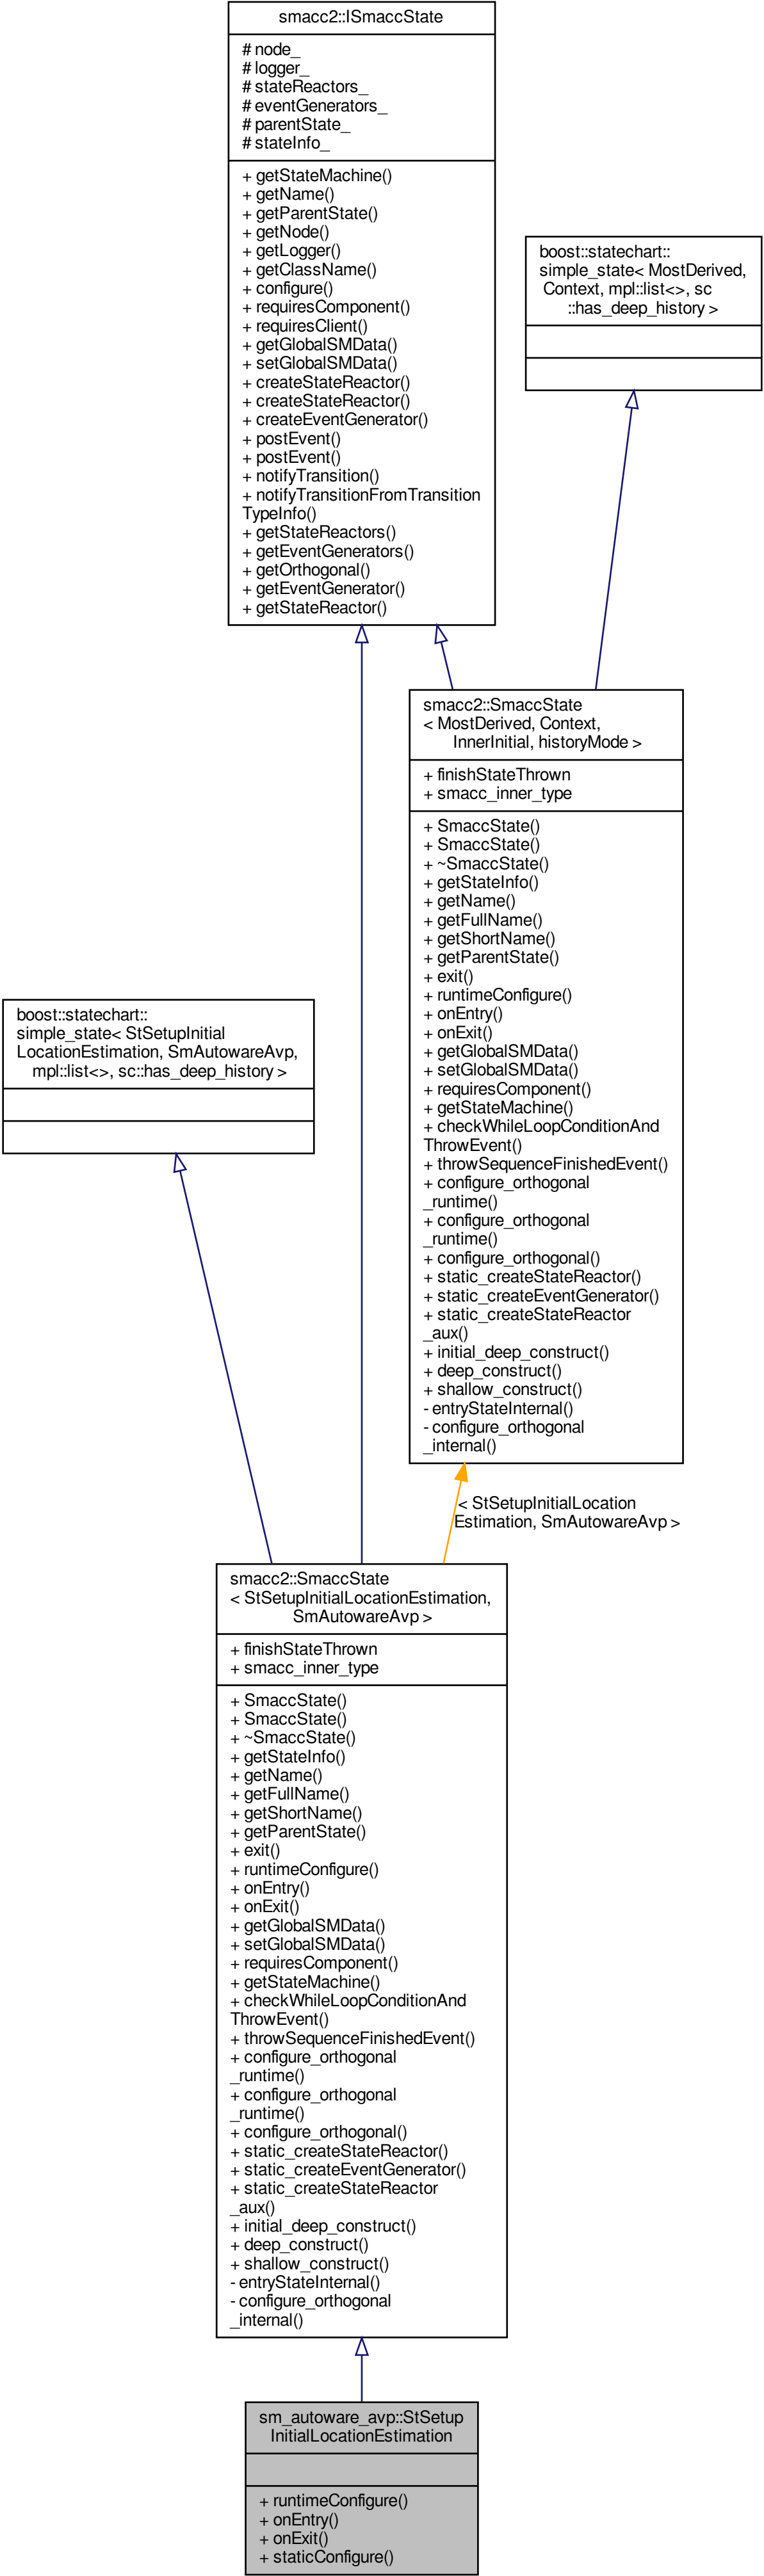 smacc2::ISmaccState
# node_
# logger_
# stateReactors_
# eventGenerators_
# parentState_
# stateInfo_
+ getStateMachine()
+ getName()
+ getParentState()
+ getNode()
+ getLogger()
+ getClassName()
+ configure()
+ requiresComponent()
+ requiresClient()
+ getGlobalSMData()
+ setGlobalSMData()
+ createStateReactor()
+ createStateReactor()
+ createEventGenerator()
+ postEvent()
+ postEvent()
+ notifyTransition()
+ notifyTransitionFromTransition
TypeInfo()
+ getStateReactors()
+ getEventGenerators()
+ getOrthogonal()
+ getEventGenerator()
+ getStateReactor()
boost::statechart::
simple_state< MostDerived,
Context, mpl::list<>, sc
::has_deep_history >
smacc2::SmaccState
< MostDerived, Context,
InnerInitial, historyMode >
+ finishStateThrown
+ smacc_inner_type
+ SmaccState()
+ SmaccState()
+ ~SmaccState()
+ getStateInfo()
+ getName()
+ getFullName()
+ getShortName()
+ getParentState()
+ exit()
+ runtimeConfigure()
+ onEntry()
+ onExit()
+ getGlobalSMData()
+ setGlobalSMData()
+ requiresComponent()
+ getStateMachine()
+ checkWhileLoopConditionAnd
ThrowEvent()
+ throwSequenceFinishedEvent()
+ configure_orthogonal
_runtime()
+ configure_orthogonal
_runtime()
+ configure_orthogonal()
+ static_createStateReactor()
+ static_createEventGenerator()
+ static_createStateReactor
_aux()
+ initial_deep_construct()
+ deep_construct()
+ shallow_construct()
- entryStateInternal()
- configure_orthogonal
_internal()
boost::statechart::
simple_state< StSetupInitial
LocationEstimation, SmAutowareAvp,
mpl::list<>, sc::has_deep_history >
< StSetupInitialLocation
Estimation, SmAutowareAvp >
smacc2::SmaccState
< StSetupInitialLocationEstimation,
SmAutowareAvp >
+ finishStateThrown
+ smacc_inner_type
+ SmaccState()
+ SmaccState()
+ ~SmaccState()
+ getStateInfo()
+ getName()
+ getFullName()
+ getShortName()
+ getParentState()
+ exit()
+ runtimeConfigure()
+ onEntry()
+ onExit()
+ getGlobalSMData()
+ setGlobalSMData()
+ requiresComponent()
+ getStateMachine()
+ checkWhileLoopConditionAnd
ThrowEvent()
+ throwSequenceFinishedEvent()
+ configure_orthogonal
_runtime()
+ configure_orthogonal
_runtime()
+ configure_orthogonal()
+ static_createStateReactor()
+ static_createEventGenerator()
+ static_createStateReactor
_aux()
+ initial_deep_construct()
+ deep_construct()
+ shallow_construct()
- entryStateInternal()
- configure_orthogonal
_internal()
sm_autoware_avp::StSetup
InitialLocationEstimation
+ runtimeConfigure()
+ onEntry()
+ onExit()
+ staticConfigure()